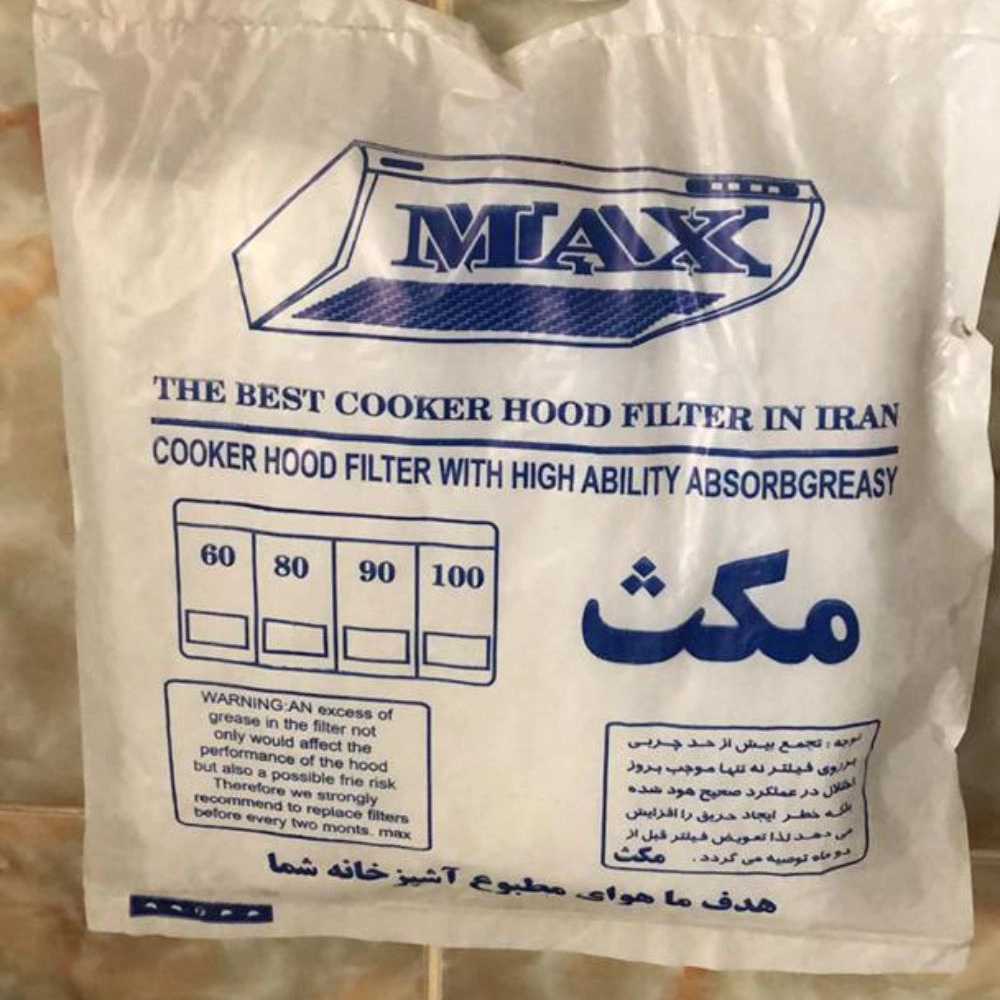 MAX
THE BEST COOKER HOOD FILTER IN IRAN
COOKER HOOD FILTER WITH HIGH ABILITY ABSORBGREASY
60 80 90 100
مکث
WARNING:AN excess of
grease in the filter not
only would affect the
performance of the hood
but also a possible frie risk
Therefore we strongly
recommend to replace filters
before every two monts. max
توجه : تجمع بیش از حد چربی
برروی فیلتر نه تنها موجب بروز
اختلال در عملکرد صحیح هود شده
بلکه خطر ایجاد حریق را افزایش
می دهد لذا تعویض فیلتر قبل از
دو ماه توصیه می گردد . مکث
هدف ما هوای مطبوع آشپزخانه شما